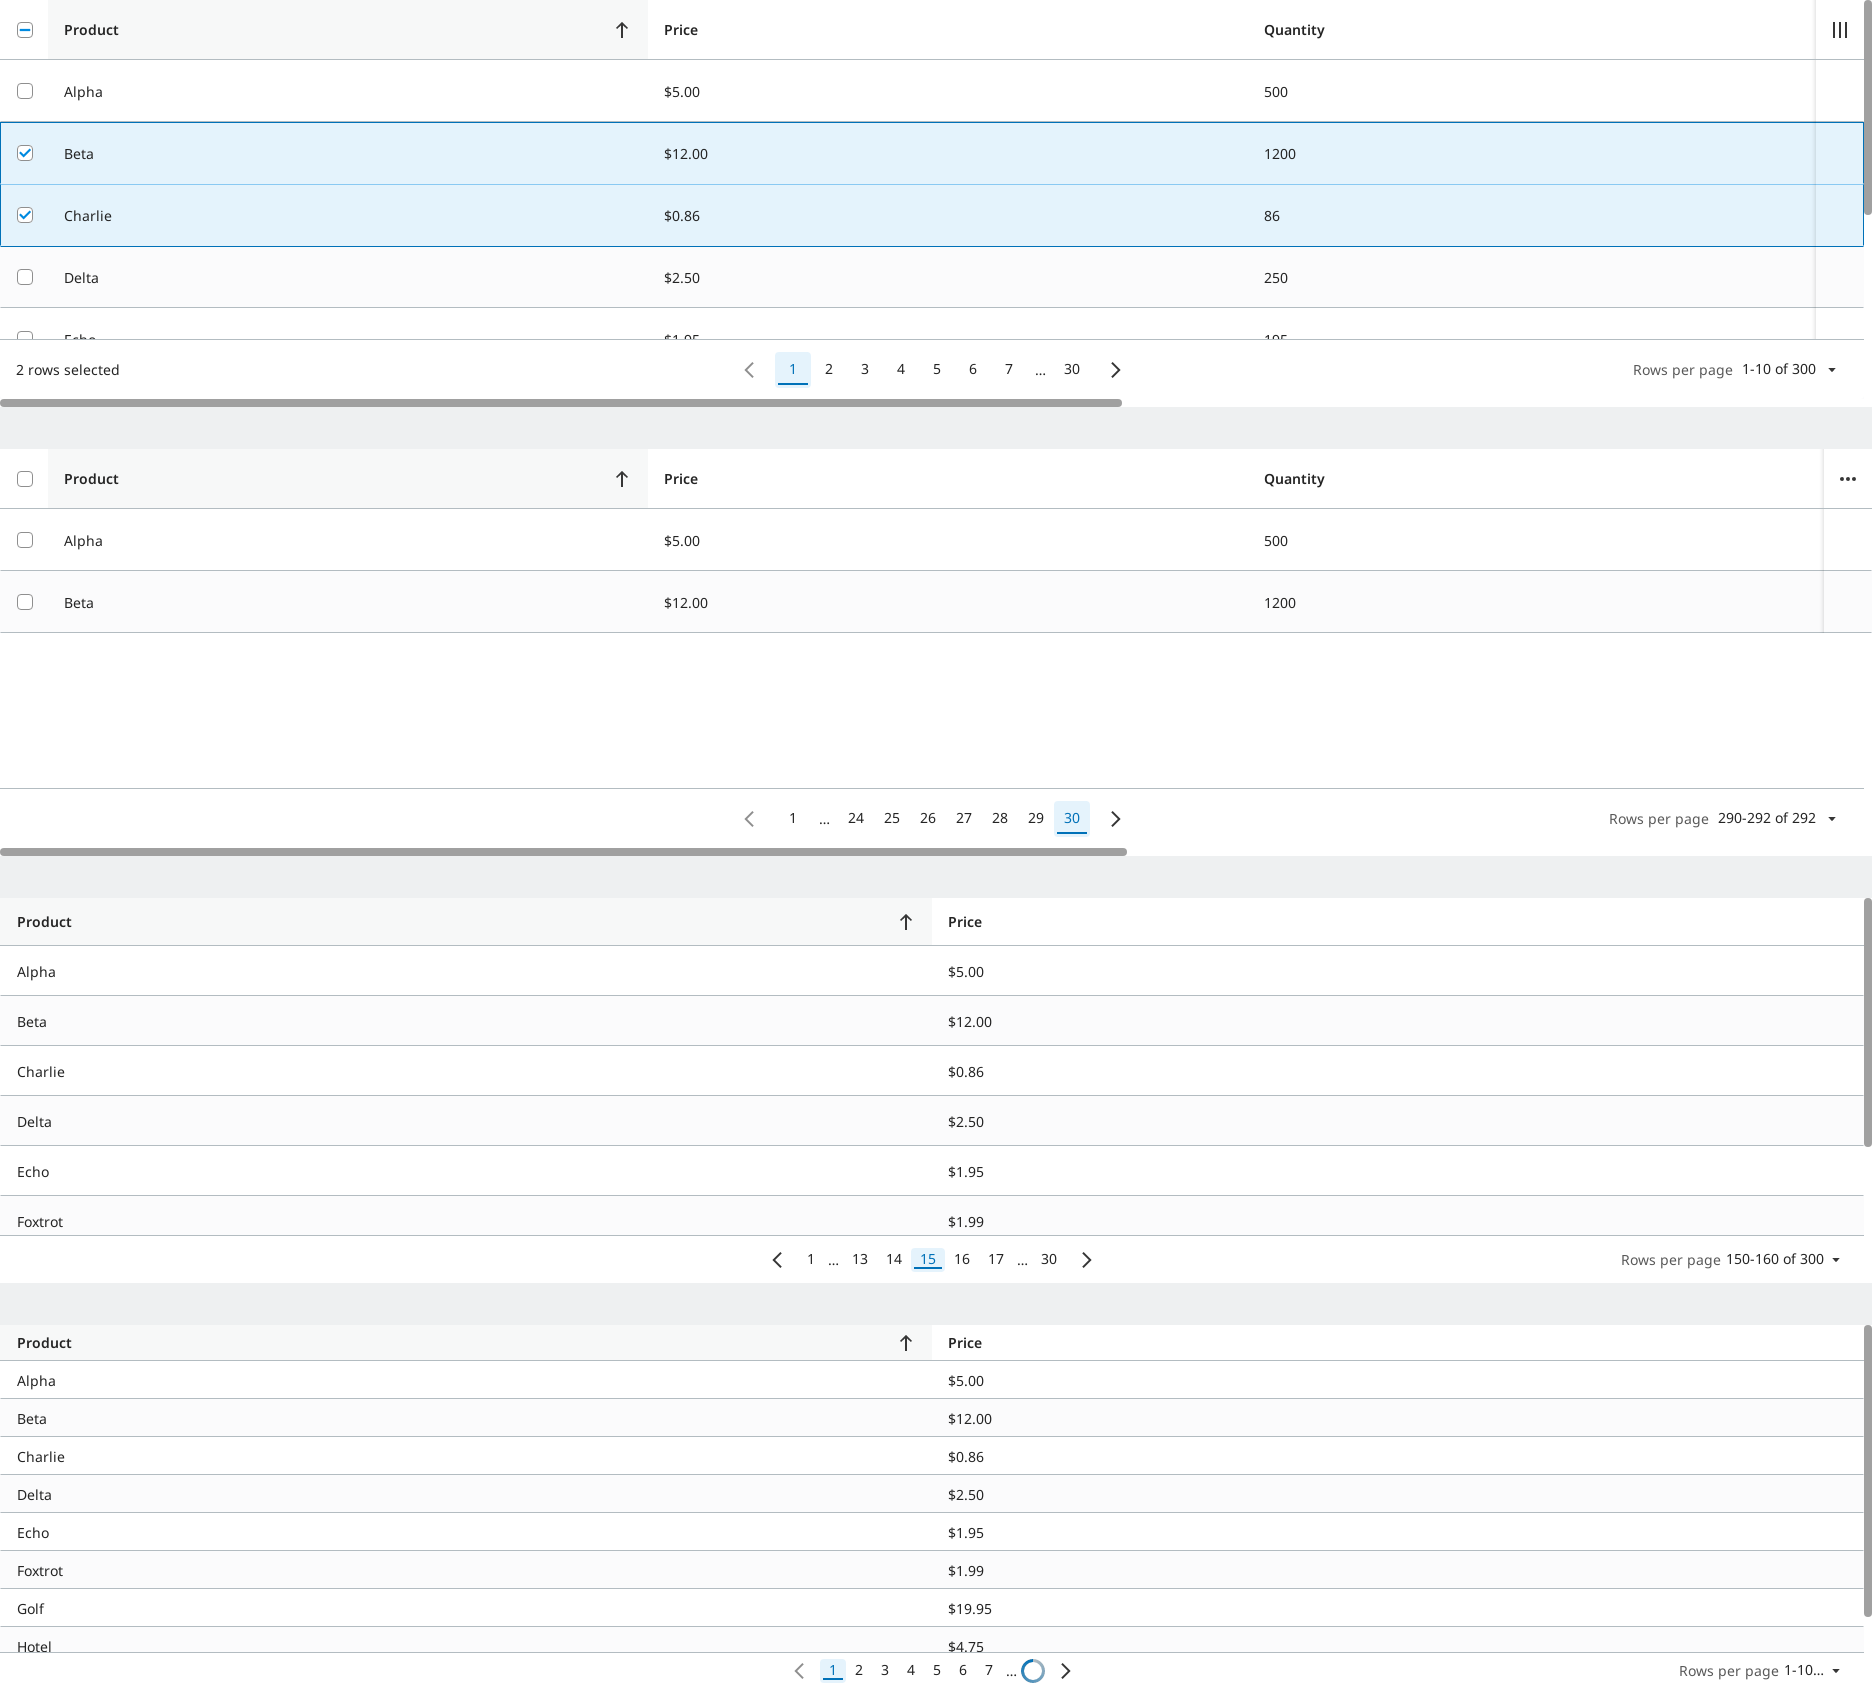 Product Price Quantity
Alpha $5.00 500
Beta $12.00 1200
Charlie $0.86 86
Delta $2.50 250
Echo $1.95 195
2 rows selected 1 2 3 4 5 6 7 ... 30 Rows per page 1-10 of 300
Product Price Quantity
Alpha $5.00 500
Beta $12.00 1200
1 ... 24 25 26 27 28 29 30 Rows per page 290-292 of 292
Product Price
Alpha $5.00
Beta $12.00
Charlie $0.86
Delta $2.50
Echo $1.95
Foxtrot $1.99
1 ... 13 14 15 16 17 ... 30 Rows per page 150-160 of 300
Product Price
Alpha $5.00
Beta $12.00
Charlie $0.86
Delta $2.50
Echo $1.95
Foxtrot $1.99
Golf $19.95
Hotel $4.75
1 2 3 4 5 6 7 ... Rows per page 1-10...